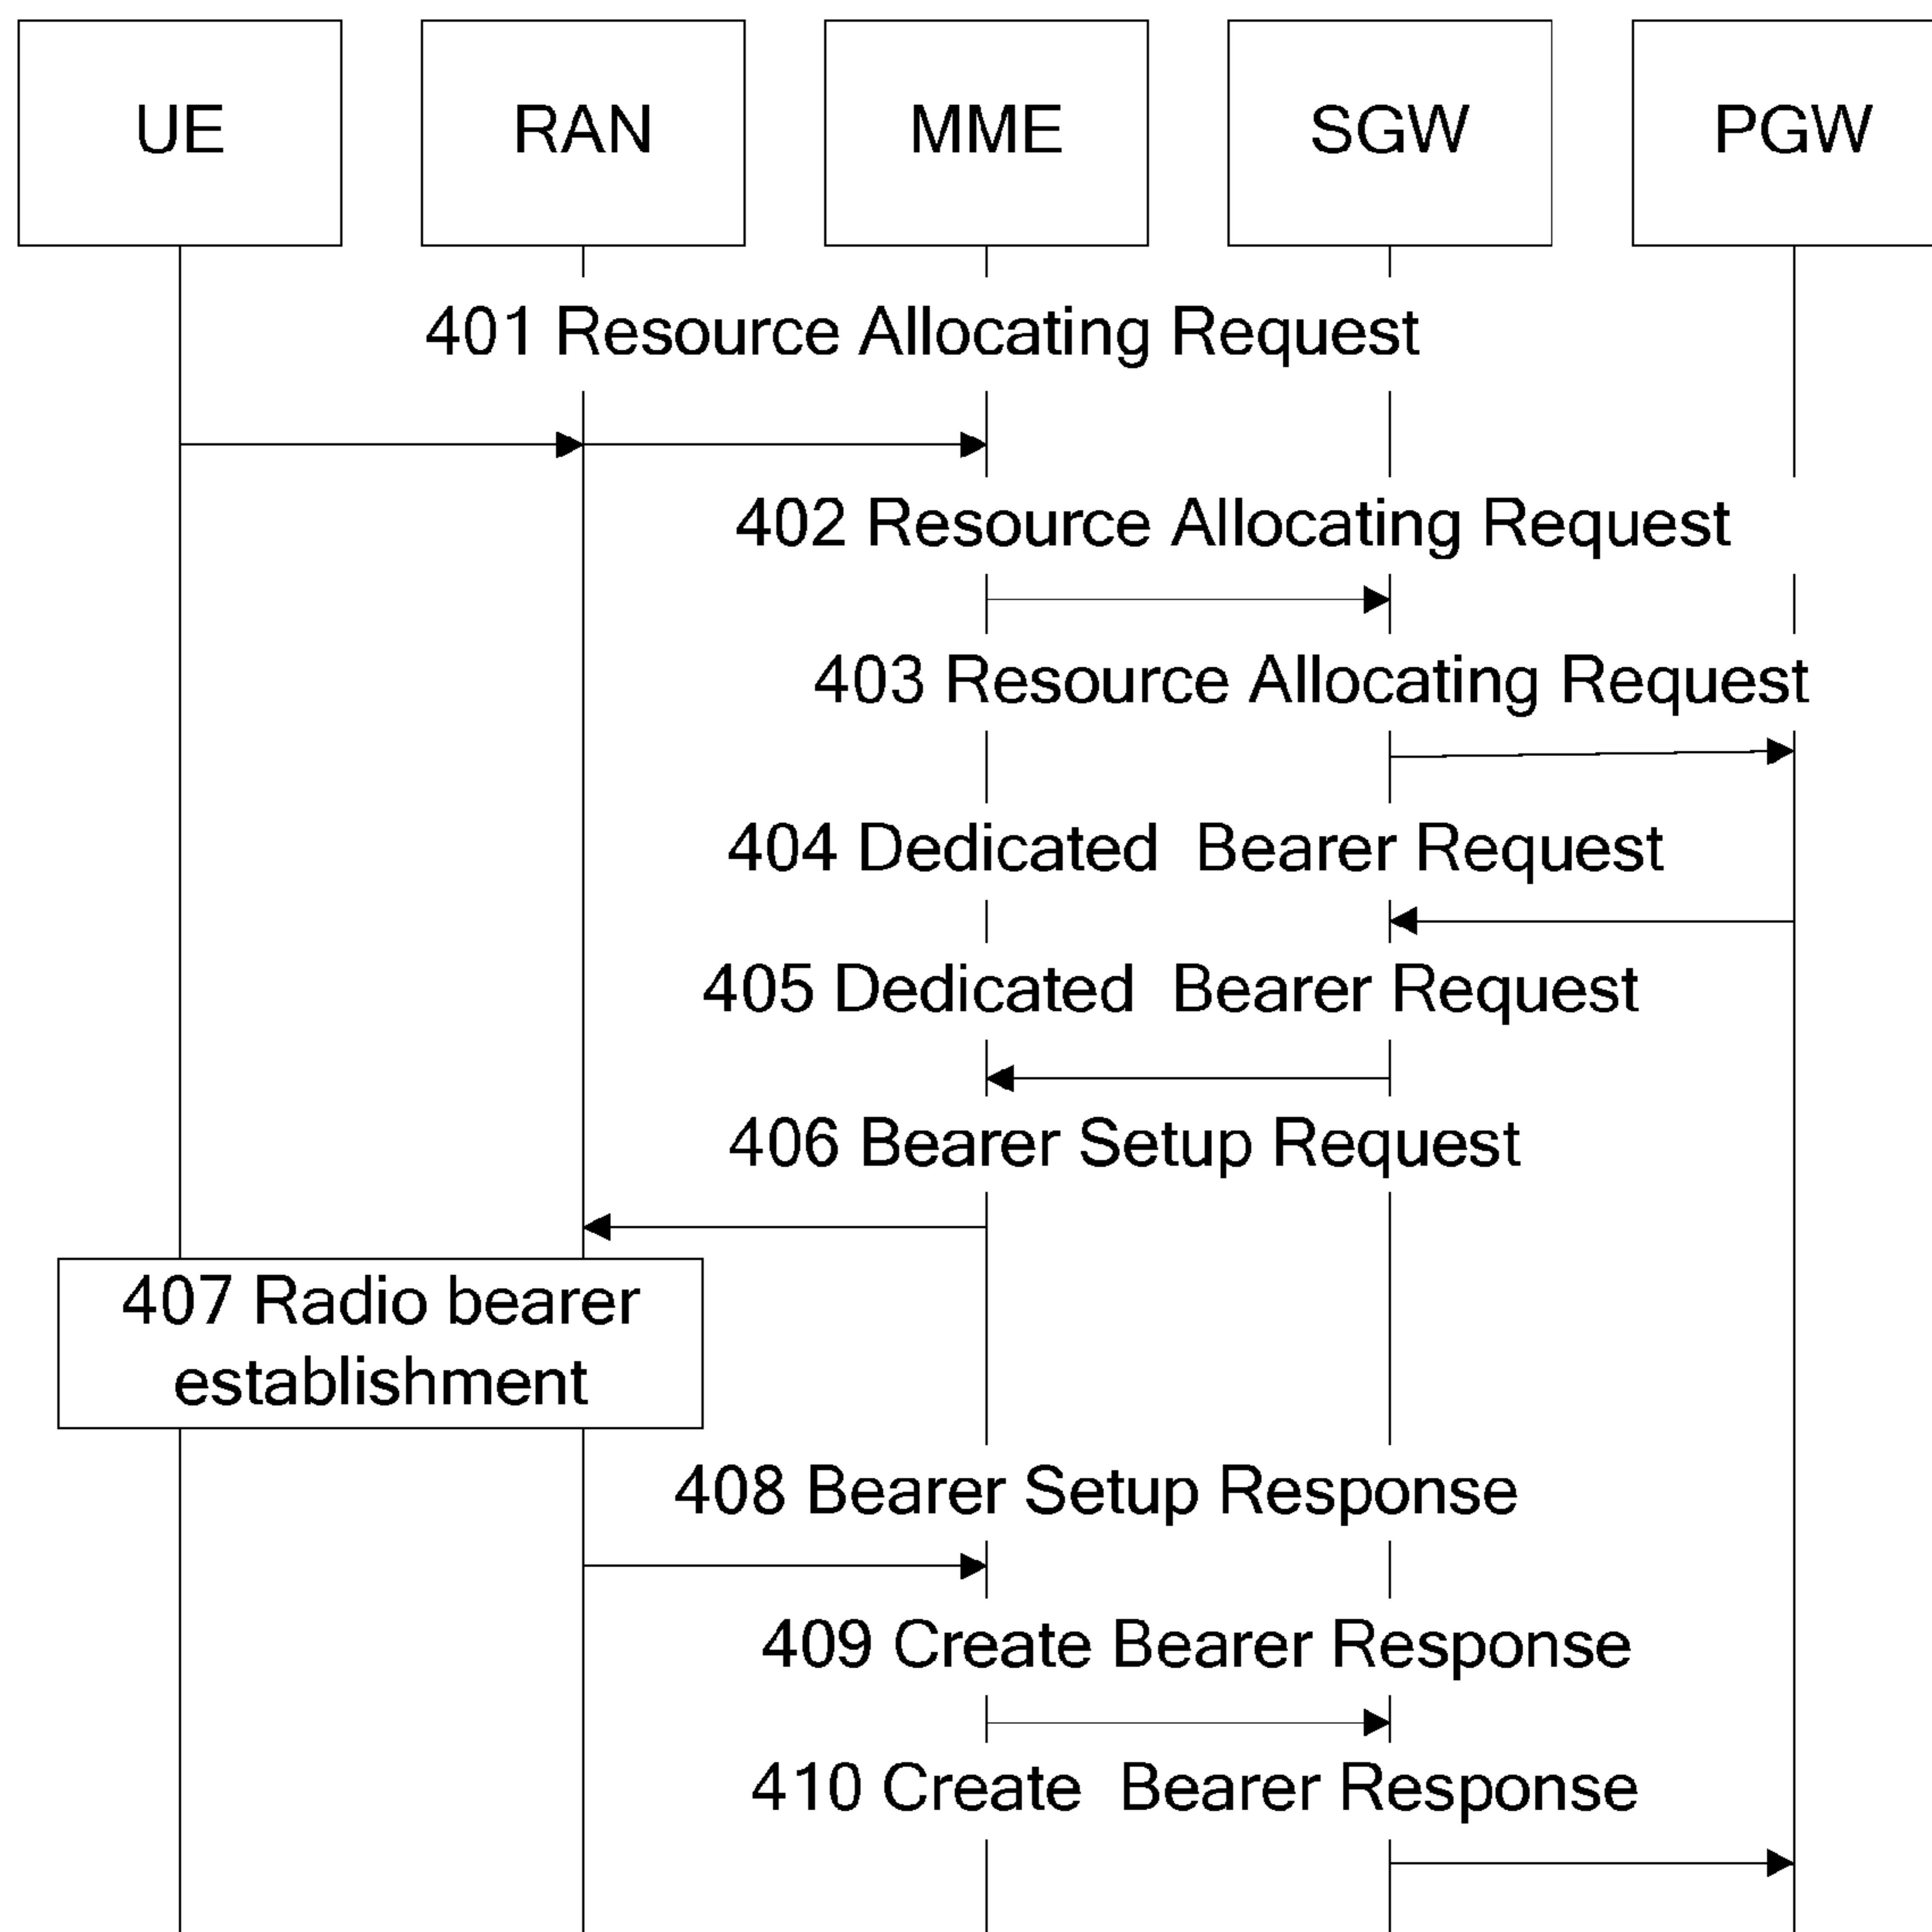 UE
RAN
MME
SGW
PGW
401 Resource Allocating Request
402 Resource Allocating Request
403 Resource Allocating Request
404 Dedicated  Bearer Request
405 Dedicated  Bearer Request
406 Bearer Setup Request
407 Radio bearer
establishment
408 Bearer Setup Response
409 Create Bearer Response
410 Create  Bearer Response